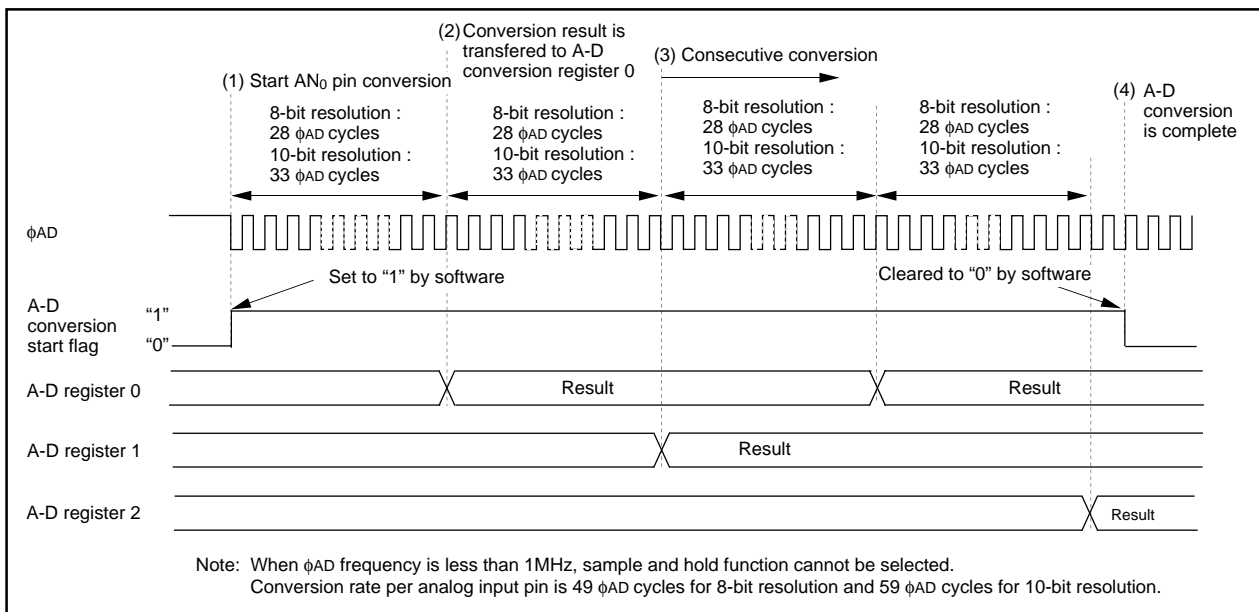 (1) Start AN0 pin conversion
(2) Conversion result is
transfered to A-D
conversion register 0
(3) Consecutive conversion
(4) A-D
conversion
is complete
8-bit resolution :
28 ϕAD cycles
10-bit resolution :
33 ϕAD cycles
8-bit resolution :
28 ϕAD cycles
10-bit resolution :
33 ϕAD cycles
8-bit resolution :
28 ϕAD cycles
10-bit resolution :
33 ϕAD cycles
8-bit resolution :
28 ϕAD cycles
10-bit resolution :
33 ϕAD cycles
ϕAD
Set to “1” by software
Cleared to “0” by software
A-D
conversion
start flag
“1”
“0”
A-D register 0
Result
Result
A-D register 1
Result
A-D register 2
Result
Note: When ϕAD frequency is less than 1MHz, sample and hold function cannot be selected.
Conversion rate per analog input pin is 49 ϕAD cycles for 8-bit resolution and 59 ϕAD cycles for 10-bit resolution.